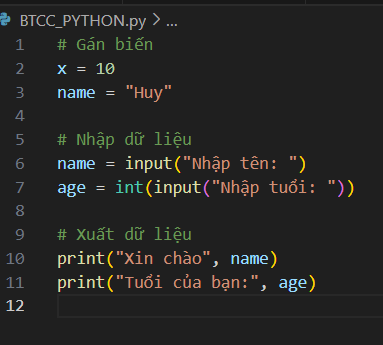 BTCC_PYTHON.py > ...
1 # Gán biến
2 x = 10
3 name = "Huy"
4
5 # Nhập dữ liệu
6 name = input("Nhập tên: ")
7 age = int(input("Nhập tuổi: "))
8
9 # Xuất dữ liệu
10 print("Xin chào", name)
11 print("Tuổi của bạn:", age)
12